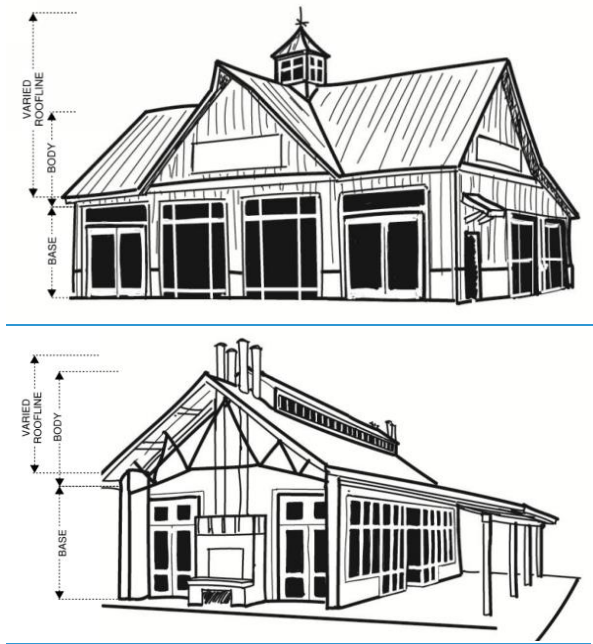 VARIED
ROOFLINE
BODY
BASE
VARIED
ROOFLINE
BODY
BASE